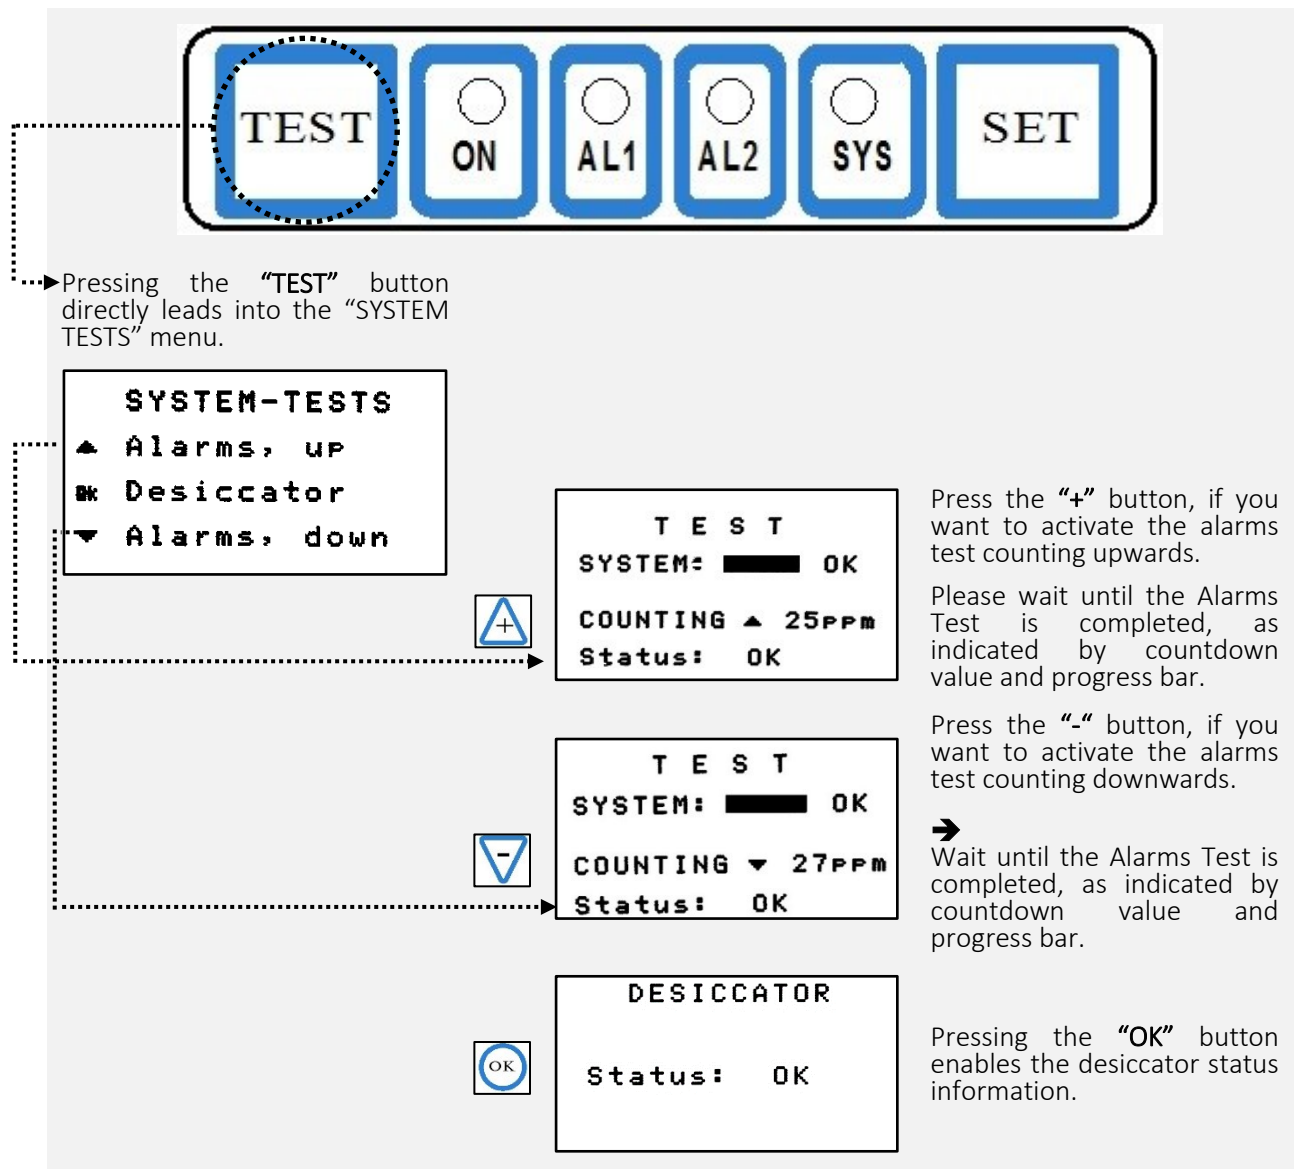 TEST ON AL1 AL2 SYS SET
Pressing the “TEST” button
directly leads into the “SYSTEM
TESTS” menu.
SYSTEM-TESTS
▲ Alarms, up
OK Desiccator
▼ Alarms, down
+
T E S T
SYSTEM: OK
COUNTING ▲ 25ppm
Status: OK
Press the “+” button, if you
want to activate the alarms
test counting upwards.
Please wait until the Alarms
Test is completed, as
indicated by countdown
value and progress bar.
-
T E S T
SYSTEM: OK
COUNTING ▼ 27ppm
Status: OK
Press the “-“ button, if you
want to activate the alarms
test counting downwards.
➔
Wait until the Alarms Test is
completed, as indicated by
countdown value and
progress bar.
OK
DESICCATOR
Status: OK
Pressing the “OK” button
enables the desiccator status
information.